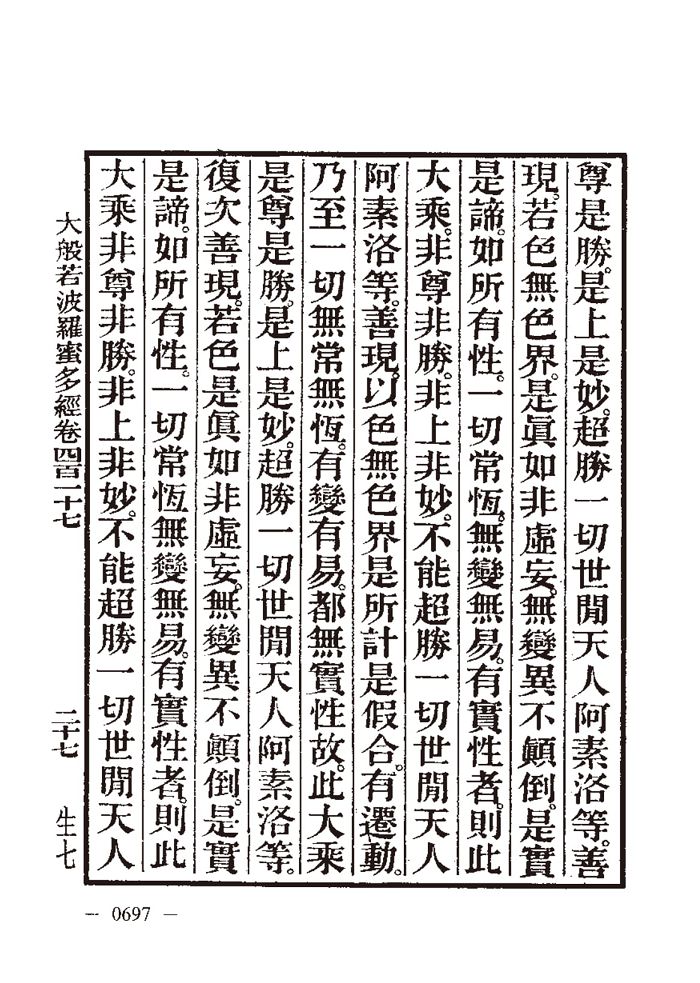 尊是勝。是上是妙。超勝一切世閒天人阿素洛等。善
現。若色無色界。是眞如非虛妄。無變異不顚倒。是實
是諦。如所有性。一切常恆。無變無易。有實性者。則此
大乘。非尊非勝。非上非妙。不能超勝一切世閒天人
阿素洛等。善現。以色無色界是所計是假合。有遷動。
乃至一切無常無恆。有變有易。都無實性故。此大乘
是尊是勝。是上是妙。超勝一切世閒天人阿素洛等。
復次善現。若色是眞如非虛妄。無變異不顚倒。是實
是諦。如所有性。一切常恆無變無易。有實性者。則此
大乘非尊非勝。非上非妙。不能超勝一切世閒天人
大般若波羅蜜多經卷四百一十七
二十七
生七
— 0697 —